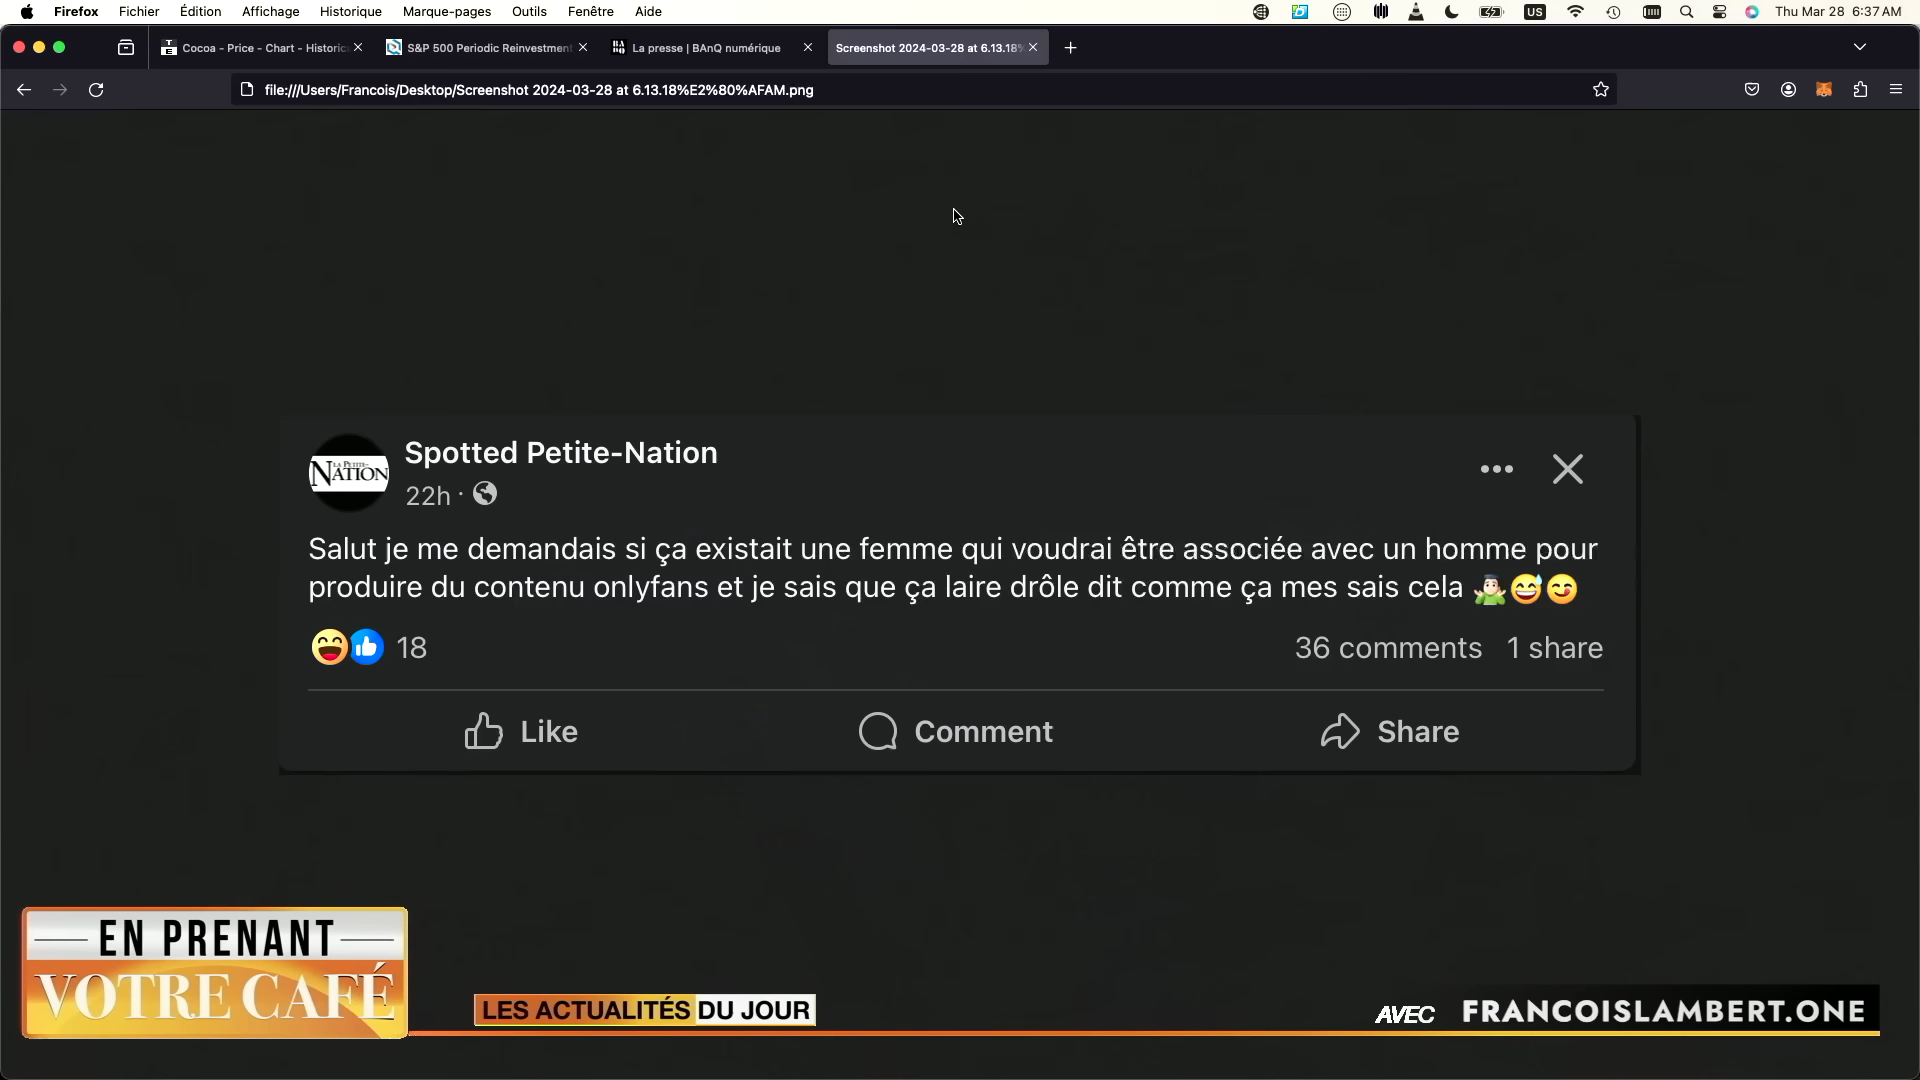 Firefox Fichier Édition Affichage Historique Marque-pages Outils Fenêtre Aide US Thu Mar 28 6:37 AM
Cocoa - Price - Chart - Historic S&P 500 Periodic Reinvestment La presse | BAnQ numérique Screenshot 2024-03-28 at 6.13.18
file:///Users/Francois/Desktop/Screenshot 2024-03-28 at 6.13.18%E2%80%AFAM.png
Spotted Petite-Nation
LA PETITE-
NATION
22h ·
Salut je me demandais si ça existait une femme qui voudrai être associée avec un homme pour
produire du contenu onlyfans et je sais que ça laire drôle dit comme ça mes sais cela 🤷🏻‍♂️😅😋
18 36 comments 1 share
Like Comment Share
EN PRENANT
VOTRE CAFÉ
LES ACTUALITÉS DU JOUR
AVEC FRANCOISLAMBERT.ONE